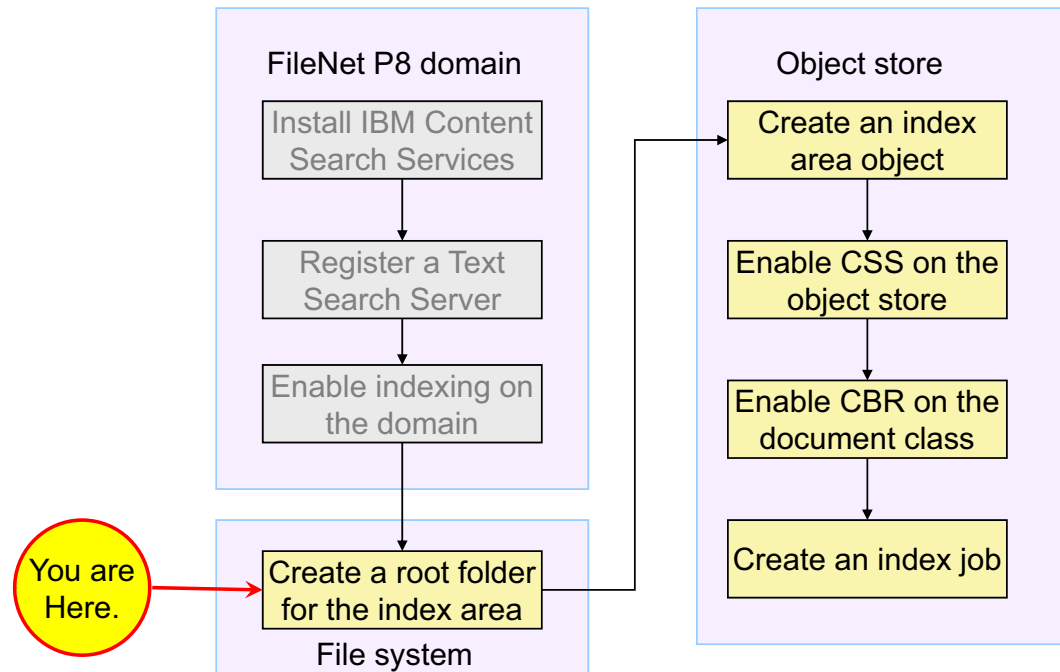 FileNet P8 domain
Install IBM Content
Search Services
Register a Text
Search Server
Enable indexing on
the domain
You are
Here.
Create a root folder
for the index area
File system
Object store
Create an index
area object
Enable CSS on the
object store
Enable CBR on the
document class
Create an index job